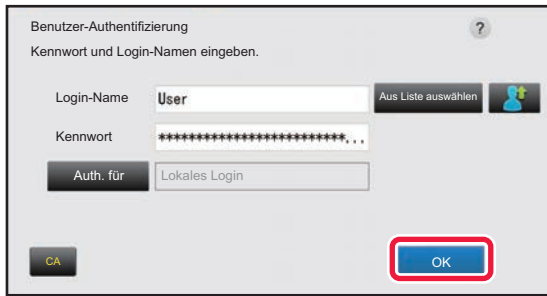 Benutzer-Authentifizierung
?
Kennwort und Login-Namen eingeben.
Login-Name User Aus Liste auswählen
Kennwort **************************...
Auth. für Lokales Login
CA OK